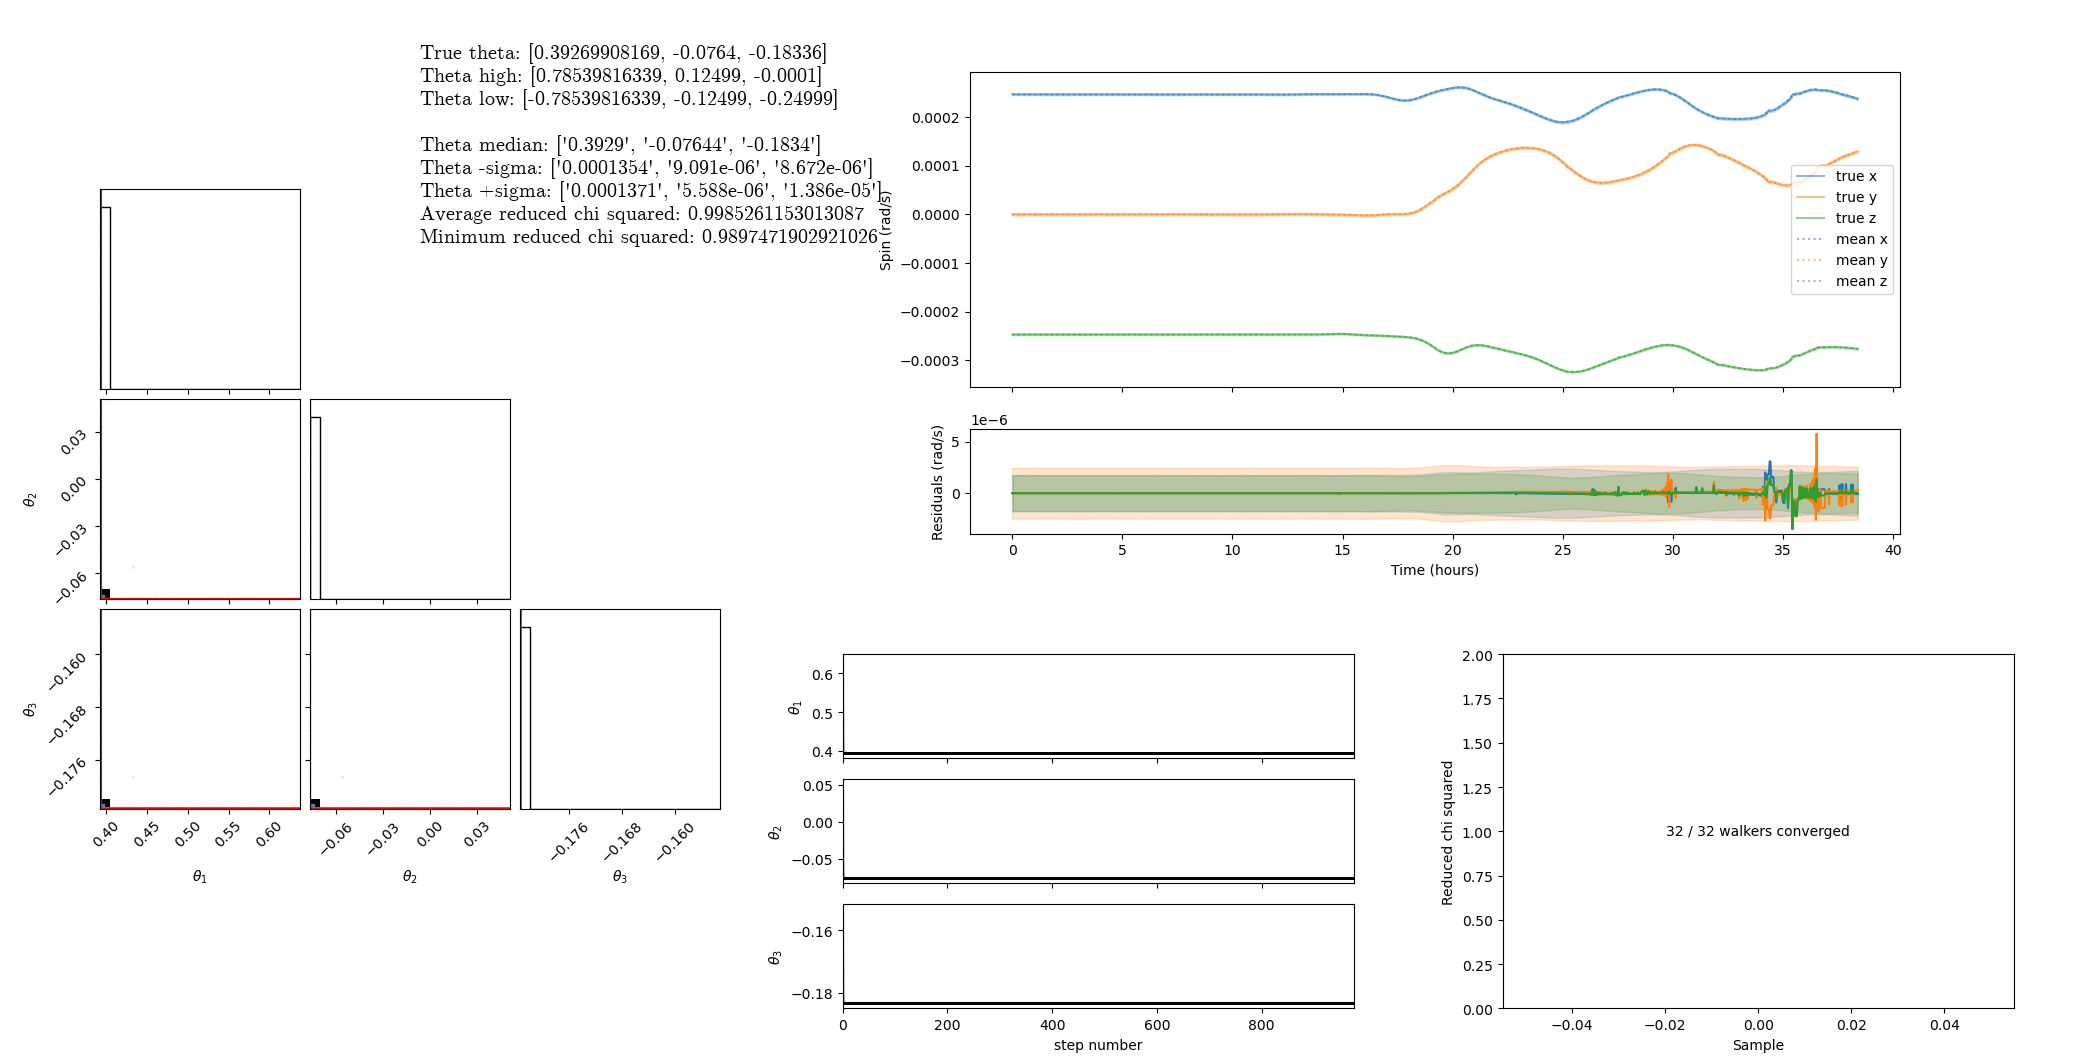 True theta: [0.39269908169, -0.0764, -0.18336]
Theta high: [0.78539816339, 0.12499, -0.0001]
Theta low: [-0.78539816339, -0.12499, -0.24999]
Theta median: ['0.3929', '-0.07644', '-0.1834']
Theta -sigma: ['0.0001354', '9.091e-06', '8.672e-06']
Theta +sigma: ['0.0001371', '5.588e-06', '1.386e-05']
Average reduced chi squared: 0.9985261153013087
Minimum reduced chi squared: 0.9897471902921026
Spin (rad/s)
0.0002
0.0001
0.0000
−0.0001
−0.0002
−0.0003
true x
true y
true z
mean x
mean y
mean z
1e−6
Residuals (rad/s)
5
0
0 5 10 15 20 25 30 35 40
Time (hours)
θ2
0.03
0.00
−0.03
−0.06
θ3
−0.160
−0.168
−0.176
0.40 0.45 0.50 0.55 0.60
θ1
−0.06 −0.03 0.00 0.03
θ2
−0.176 −0.168 −0.160
θ3
θ1
0.6
0.5
0.4
θ2
0.05
0.00
−0.05
θ3
−0.16
−0.18
0 200 400 600 800
step number
Reduced chi squared
2.00
1.75
1.50
1.25
1.00
0.75
0.50
0.25
0.00
32 / 32 walkers converged
−0.04 −0.02 0.00 0.02 0.04
Sample